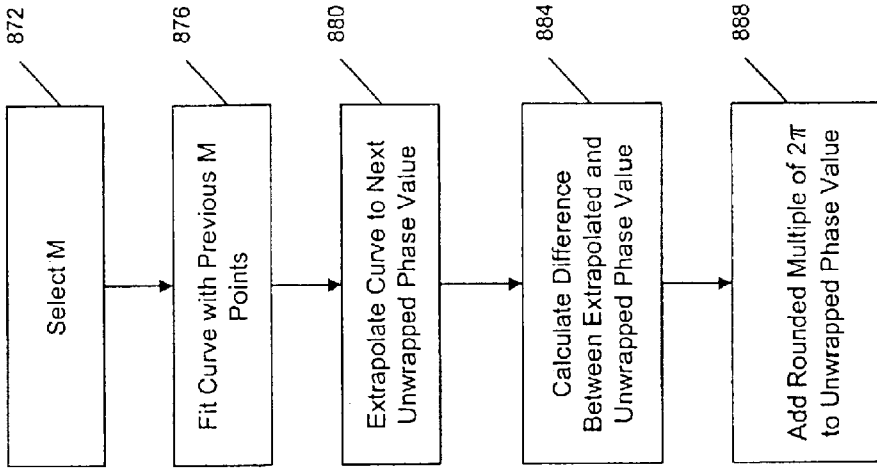 872
Select M
876
Fit Curve with Previous M
Points
880
Extrapolate Curve to Next
Unwrapped Phase Value
884
Calculate Difference
Between Extrapolated and
Unwrapped Phase Value
888
Add Rounded Multiple of 2π
to Unwrapped Phase Value